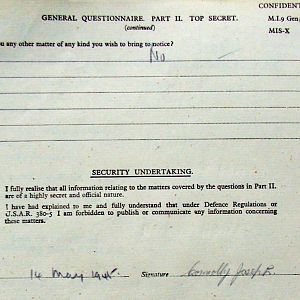 CONFIDENT
GENERAL QUESTIONNAIRE. PART II. TOP SECRET.
M.I.9 Gen
(continued)
MIS-X
you any other matter of any kind you wish to bring to notice?
No
SECURITY UNDERTAKING.
I fully realise that all information relating to the matters covered by the questions in Part II.
are of a highly secret and official nature.
I have had explained to me and fully understand that under Defence Regulations or
U.S.A.R. 380-5 I am forbidden to publish or communicate any information concerning
these matters.
14 May 1945. Signature Connolly Joseph